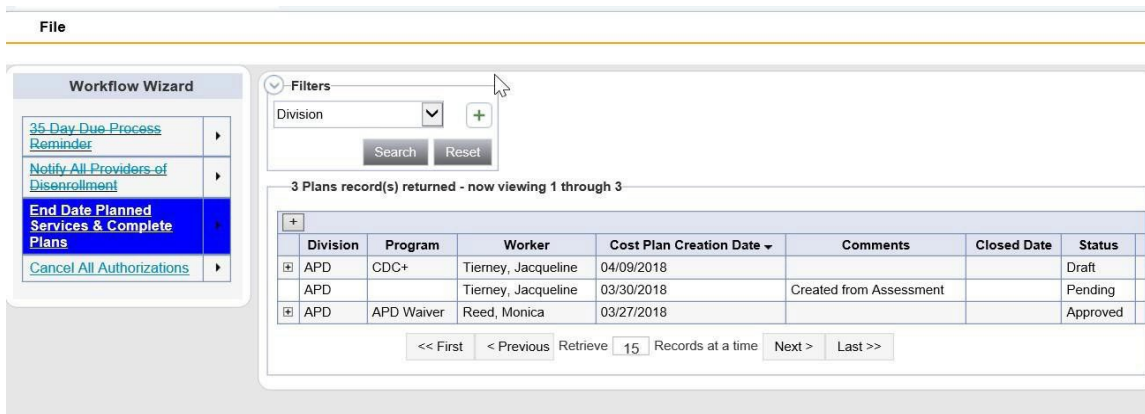 File
Workflow Wizard
35 Day Due Process
Reminder
Notify All Providers of
Disenrollment
End Date Planned
Services & Complete
Plans
Cancel All Authorizations
Filters
Division
+
Search Reset
3 Plans record(s) returned - now viewing 1 through 3
+
Division Program Worker Cost Plan Creation Date Comments Closed Date Status
+ APD CDC+ Tierney, Jacqueline 04/09/2018 Draft
APD Tierney, Jacqueline 03/30/2018 Created from Assessment Pending
+ APD APD Waiver Reed, Monica 03/27/2018 Approved
<< First < Previous Retrieve 15 Records at a time Next > Last >>